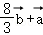 8/3 b⃗ + a⃗